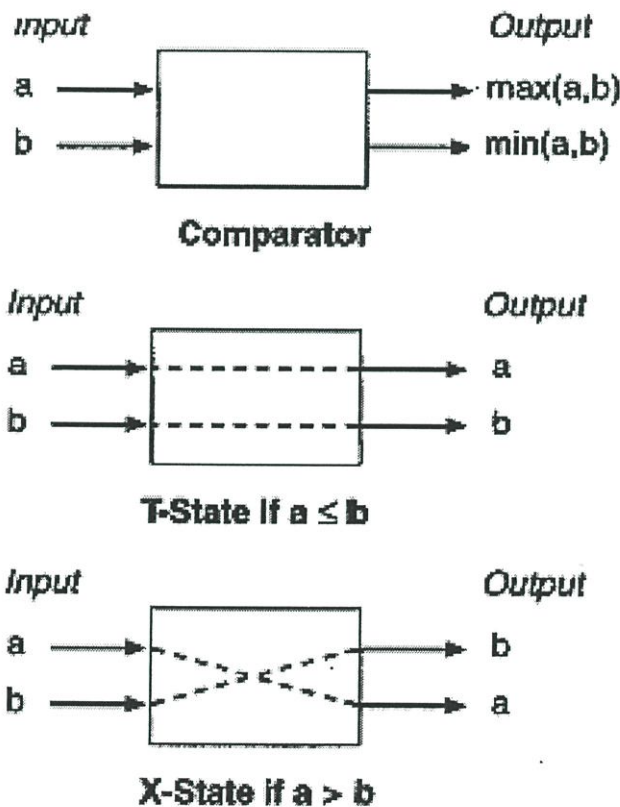 Input Output
a max(a,b)
b min(a,b)
Comparator
Input Output
a a
b b
T-State if a ≤ b
Input Output
a b
b a
X-State if a > b